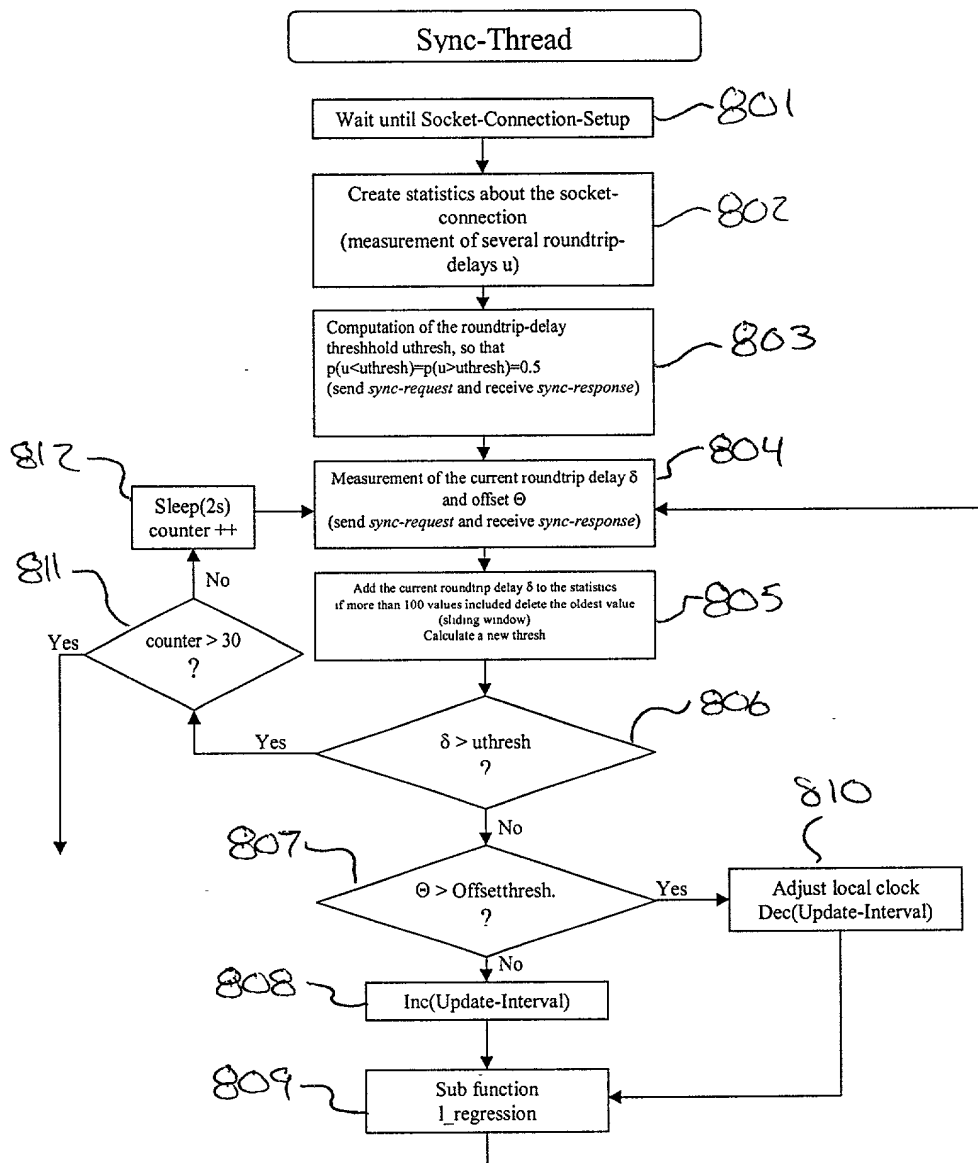 Sync-Thread
Wait until Socket-Connection-Setup
801
Create statistics about the socket-
connection
(measurement of several roundtrip-
delays u)
802
Computation of the roundtrip-delay
threshhold uthresh, so that
p(u<uthresh)=p(u>uthresh)=0.5
(send sync-request and receive sync-response)
803
812
Sleep(2s)
counter ++
Measurement of the current roundtrip delay δ
and offset Θ
(send sync-request and receive sync-response)
804
811
No
Yes
counter > 30
?
Add the current roundtrip delay δ to the statistics
if more than 100 values included delete the oldest value
(sliding window)
Calculate a new thresh
805
Yes
δ > uthresh
?
806
No
807
Θ > Offsetthresh.
?
Yes
810
Adjust local clock
Dec(Update-Interval)
No
808
Inc(Update-Interval)
809
Sub function
l_regression